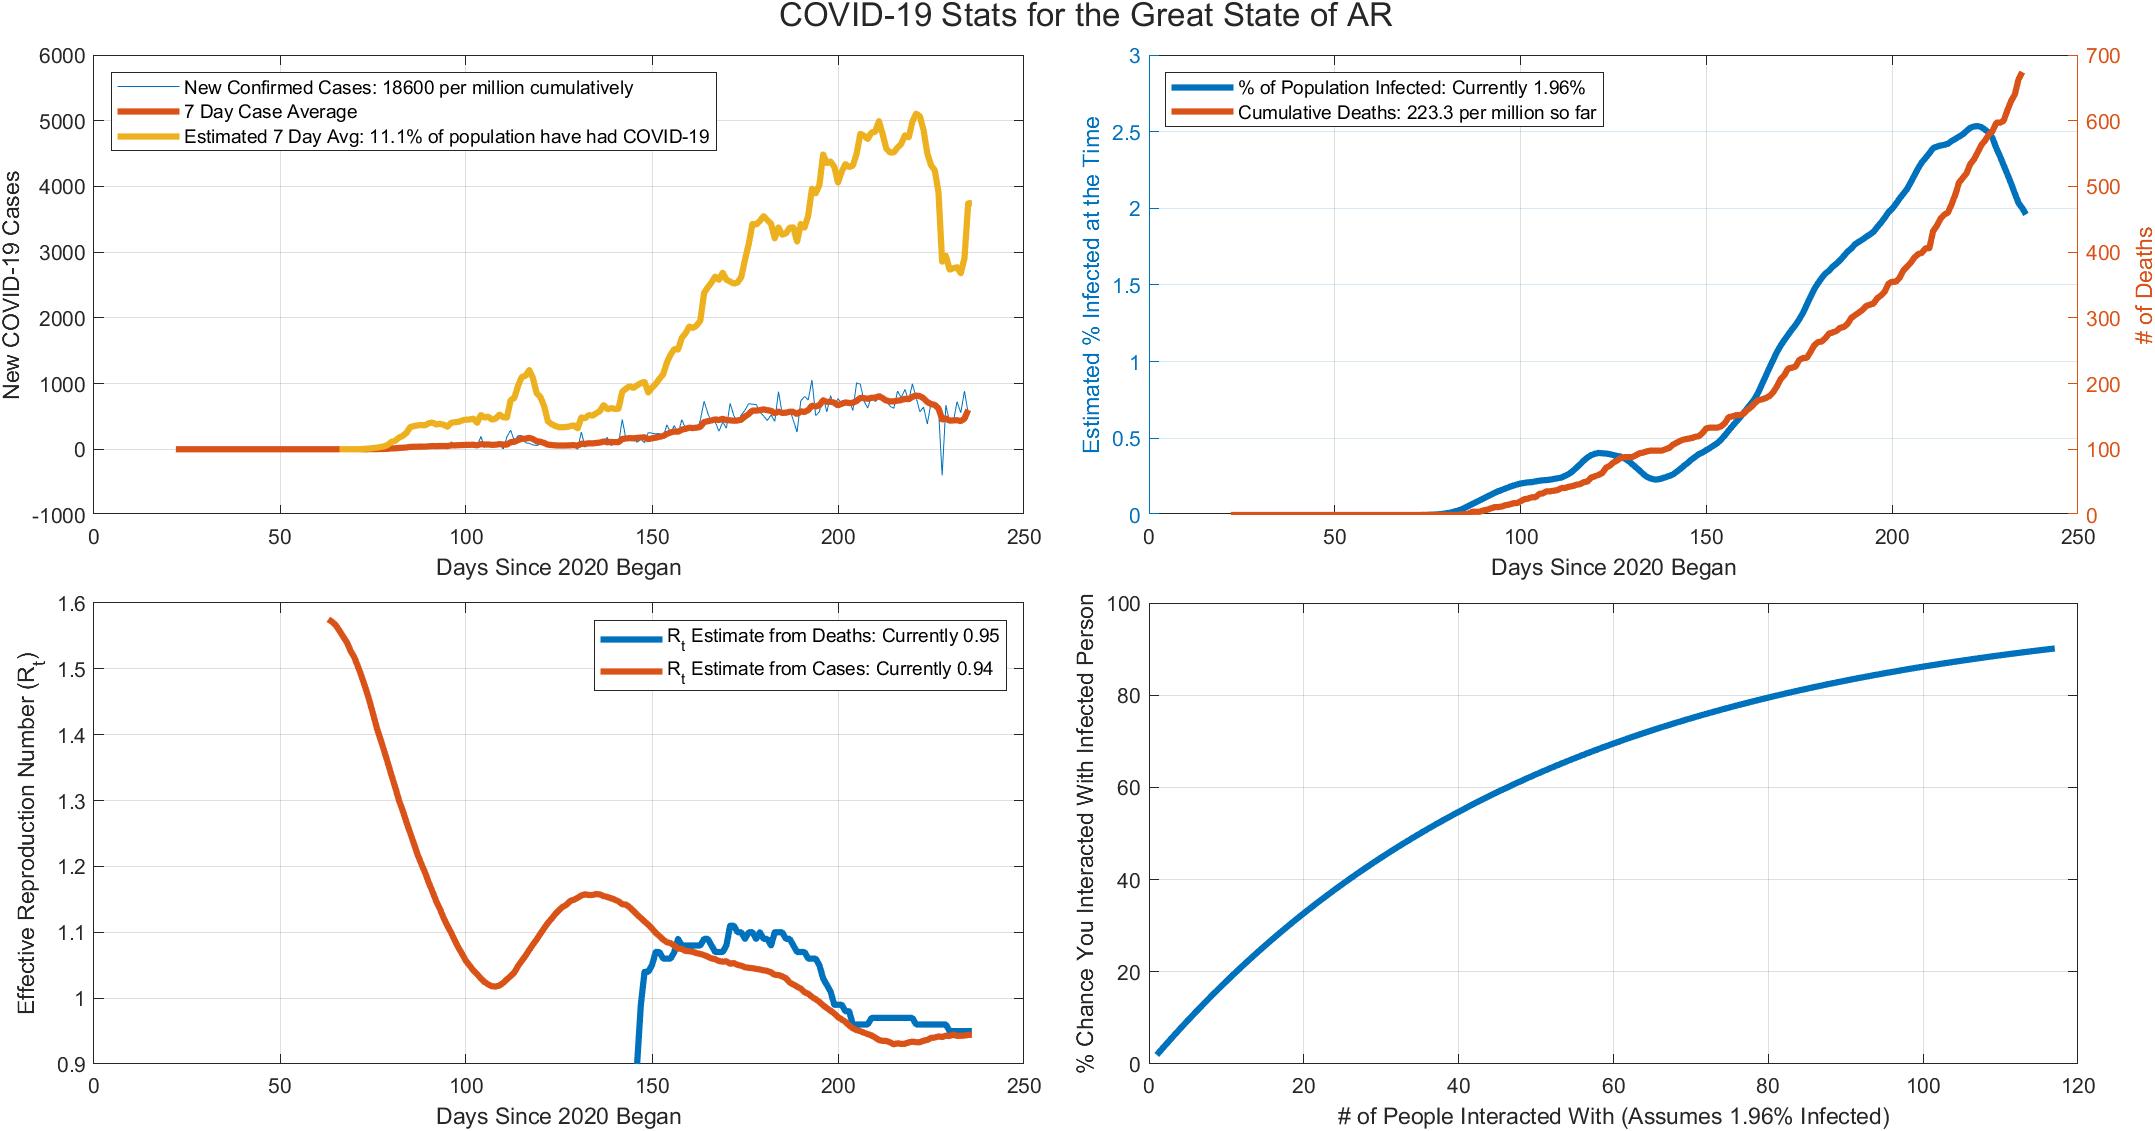 COVID-19 Stats for the Great State of AR
6000
5000
4000
3000
2000
1000
0
-1000
New COVID-19 Cases
New Confirmed Cases: 18600 per million cumulatively
7 Day Case Average
Estimated 7 Day Avg: 11.1% of population have had COVID-19
0 50 100 150 200 250
Days Since 2020 Began
3
2.5
2
1.5
1
0.5
0
Estimated % Infected at the Time
% of Population Infected: Currently 1.96%
Cumulative Deaths: 223.3 per million so far
700
600
500
400
300
200
100
0
# of Deaths
0 50 100 150 200 250
Days Since 2020 Began
1.6
1.5
1.4
1.3
1.2
1.1
1
0.9
Effective Reproduction Number (Rt)
Rt Estimate from Deaths: Currently 0.95
Rt Estimate from Cases: Currently 0.94
0 50 100 150 200 250
Days Since 2020 Began
100
80
60
40
20
0
% Chance You Interacted With Infected Person
0 20 40 60 80 100 120
# of People Interacted With (Assumes 1.96% Infected)